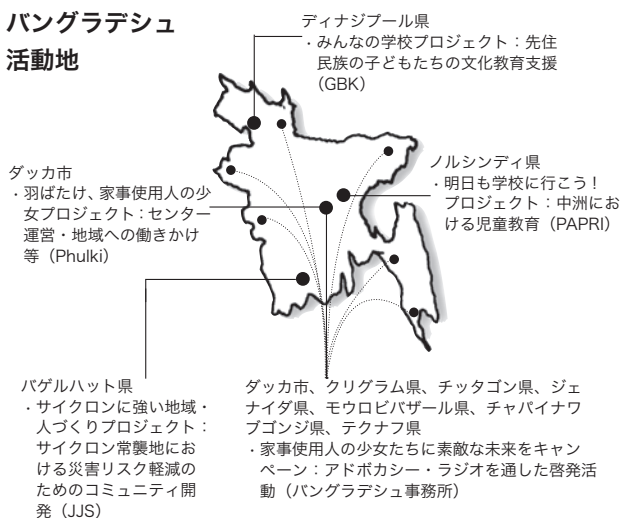 バングラデシュ
活動地
ディナジプール県
・みんなの学校プロジェクト：先住
民族の子どもたちの文化教育支援
（GBK）
ダッカ市
・羽ばたけ、家事使用人の少
女プロジェクト：センター
運営・地域への働きかけ
等（Phulki）
ノルシンディ県
・明日も学校に行こう！
プロジェクト：中洲にお
ける児童教育（PAPRI）
バゲルハット県
・サイクロンに強い地域・
人づくりプロジェクト：
サイクロン常襲地にお
ける災害リスク軽減の
ためのコミュニティ開
発（JJS）
ダッカ市、クリグラム県、チッタゴン県、ジェ
ナイダ県、モウロビバザール県、チャパイナワ
ブゴンジ県、テクナフ県
・家事使用人の少女たちに素敵な未来をキャン
ペーン：アドボカシー・ラジオを通した啓発活
動（バングラデシュ事務所）